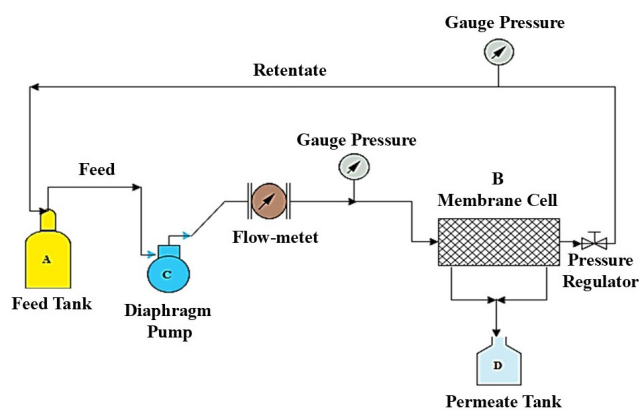 Gauge Pressure
Retentate
Gauge Pressure
Feed
B
Membrane Cell
Flow-metet
A
C
Pressure
Regulator
Feed Tank
Diaphragm
Pump
D
Permeate Tank